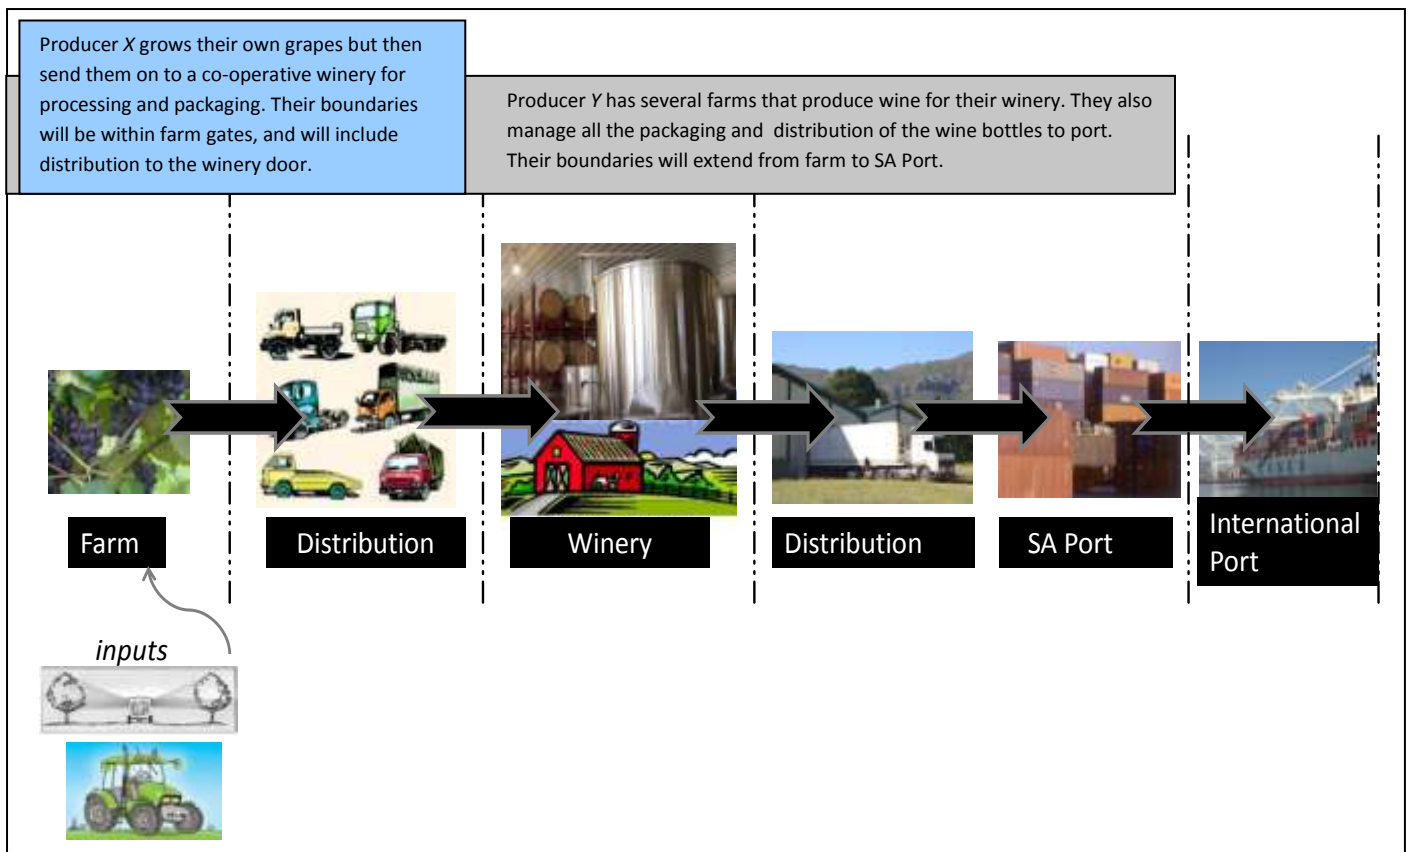 Producer X grows their own grapes but then
send them on to a co-operative winery for
processing and packaging. Their boundaries
will be within farm gates, and will include
distribution to the winery door.
Producer Y has several farms that produce wine for their winery. They also
manage all the packaging and distribution of the wine bottles to port.
Their boundaries will extend from farm to SA Port.
Farm
Distribution
Winery
Distribution
SA Port
International
Port
inputs